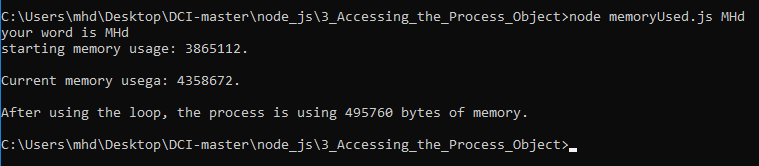 C:\Users\mhd\Desktop\DCI-master\node_js\3_Accessing_the_Process_Object>node memoryUsed.js MHd
your word is MHd
starting memory usage: 3865112.
Current memory usega: 4358672.
After using the loop, the process is using 495760 bytes of memory.
C:\Users\mhd\Desktop\DCI-master\node_js\3_Accessing_the_Process_Object>